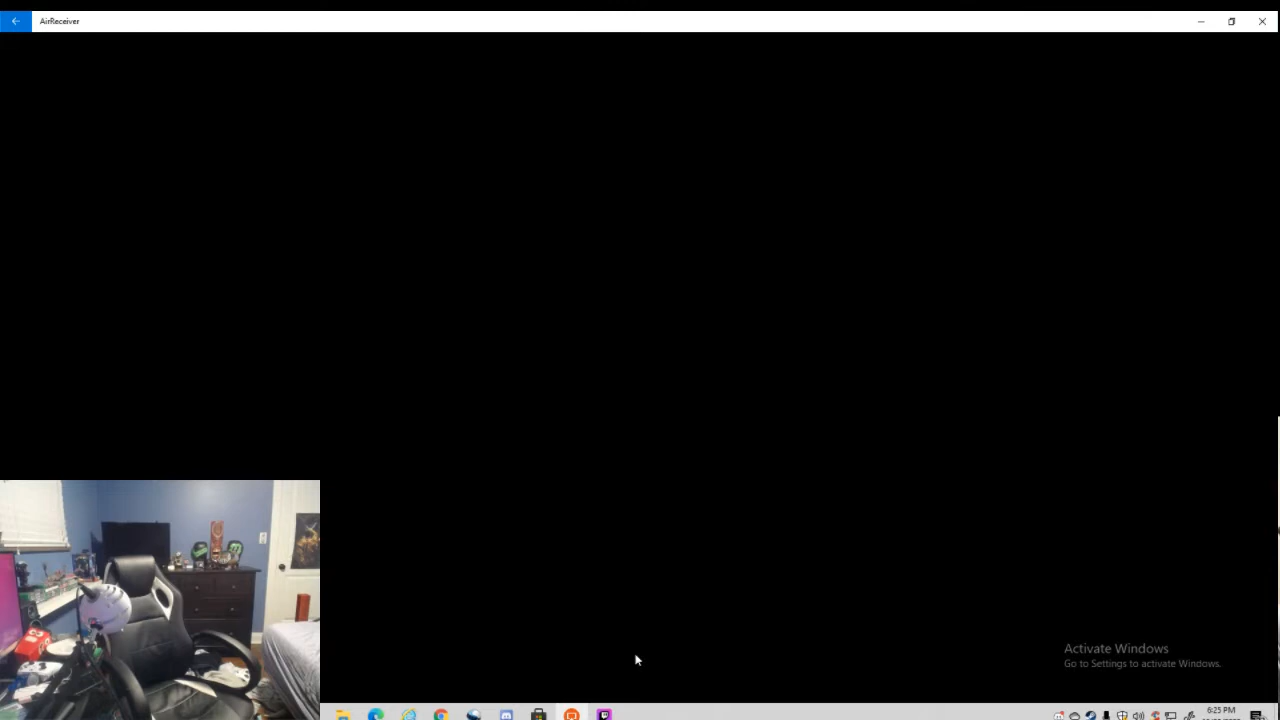 AirReceiver
Activate Windows
Go to Settings to activate Windows.
6:25 PM